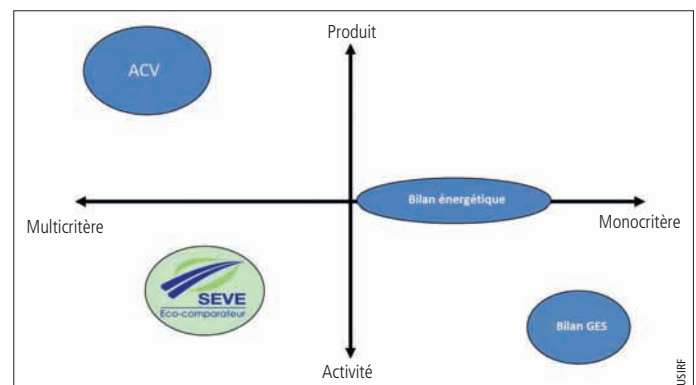 Produit
ACV
Bilan énergétique
Multicritère
Monocritère
SEVE
Eco-comparateur
Bilan GES
Activité
USIRF